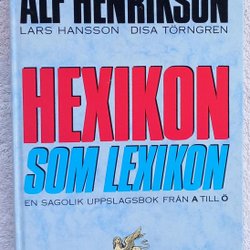 ALF HENRIKSON
LARS HANSSON DISA TÖRNGREN
HEXIKON
SOM LEXIKON
EN SAGOLIK UPPSLAGSBOK FRÅN A TILL Ö